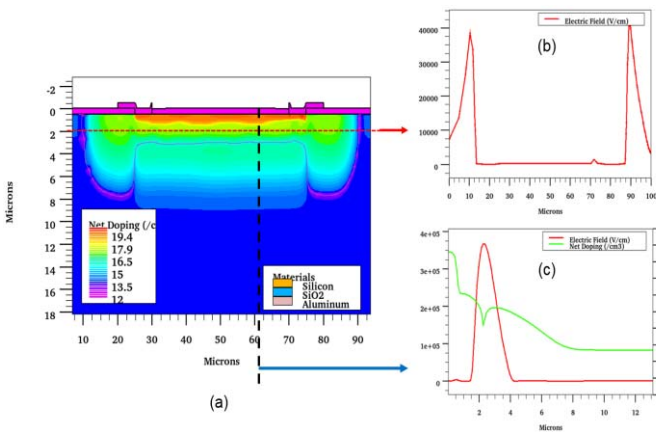 -2
0
2
4
6
8
10
12
14
16
18
Microns
Net Doping (/c
19.4
17.9
16.5
15
13.5
12
Materials
Silicon
SiO2
Aluminum
10 20 30 40 50 60 70 80 90
Microns
(a)
Electric Field (V/cm)
(b)
40000
30000
20000
10000
0
0 10 20 30 40 50 60 70 80 90 100
Microns
Electric Field (V/cm)
Net Doping (/cm3)
(c)
4e+05
3e+05
2e+05
1e+05
0
2 4 6 8 10 12
Microns